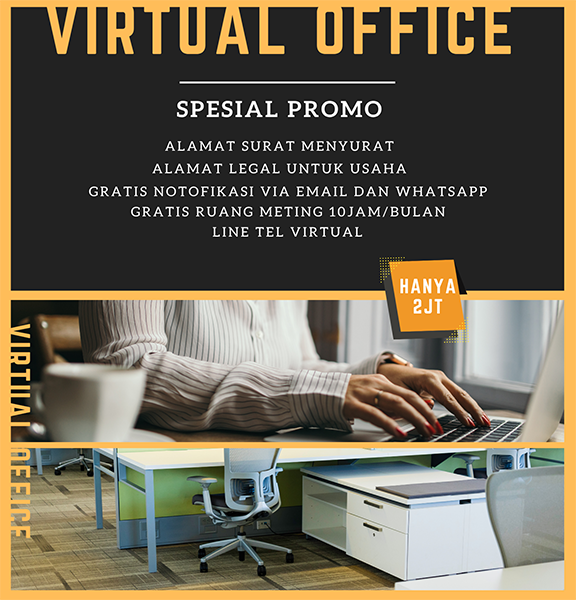 VIRTUAL OFFICE
SPESIAL PROMO
ALAMAT SURAT MENYURAT
ALAMAT LEGAL UNTUK USAHA
GRATIS NOTOFIKASI VIA EMAIL DAN WHATSAPP
GRATIS RUANG METING 10JAM/BULAN
LINE TEL VIRTUAL
HANYA
2JT
VIRTUAL OFFICE